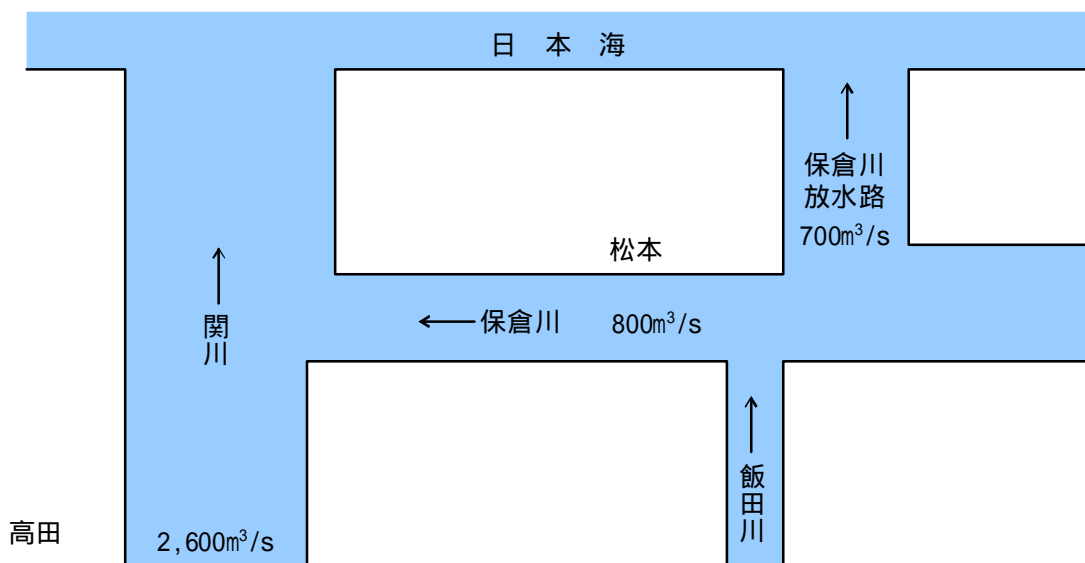 日本海
保倉川
放水路
700m³/s
松本
関川
保倉川 800m³/s
飯田川
高田
2,600m³/s